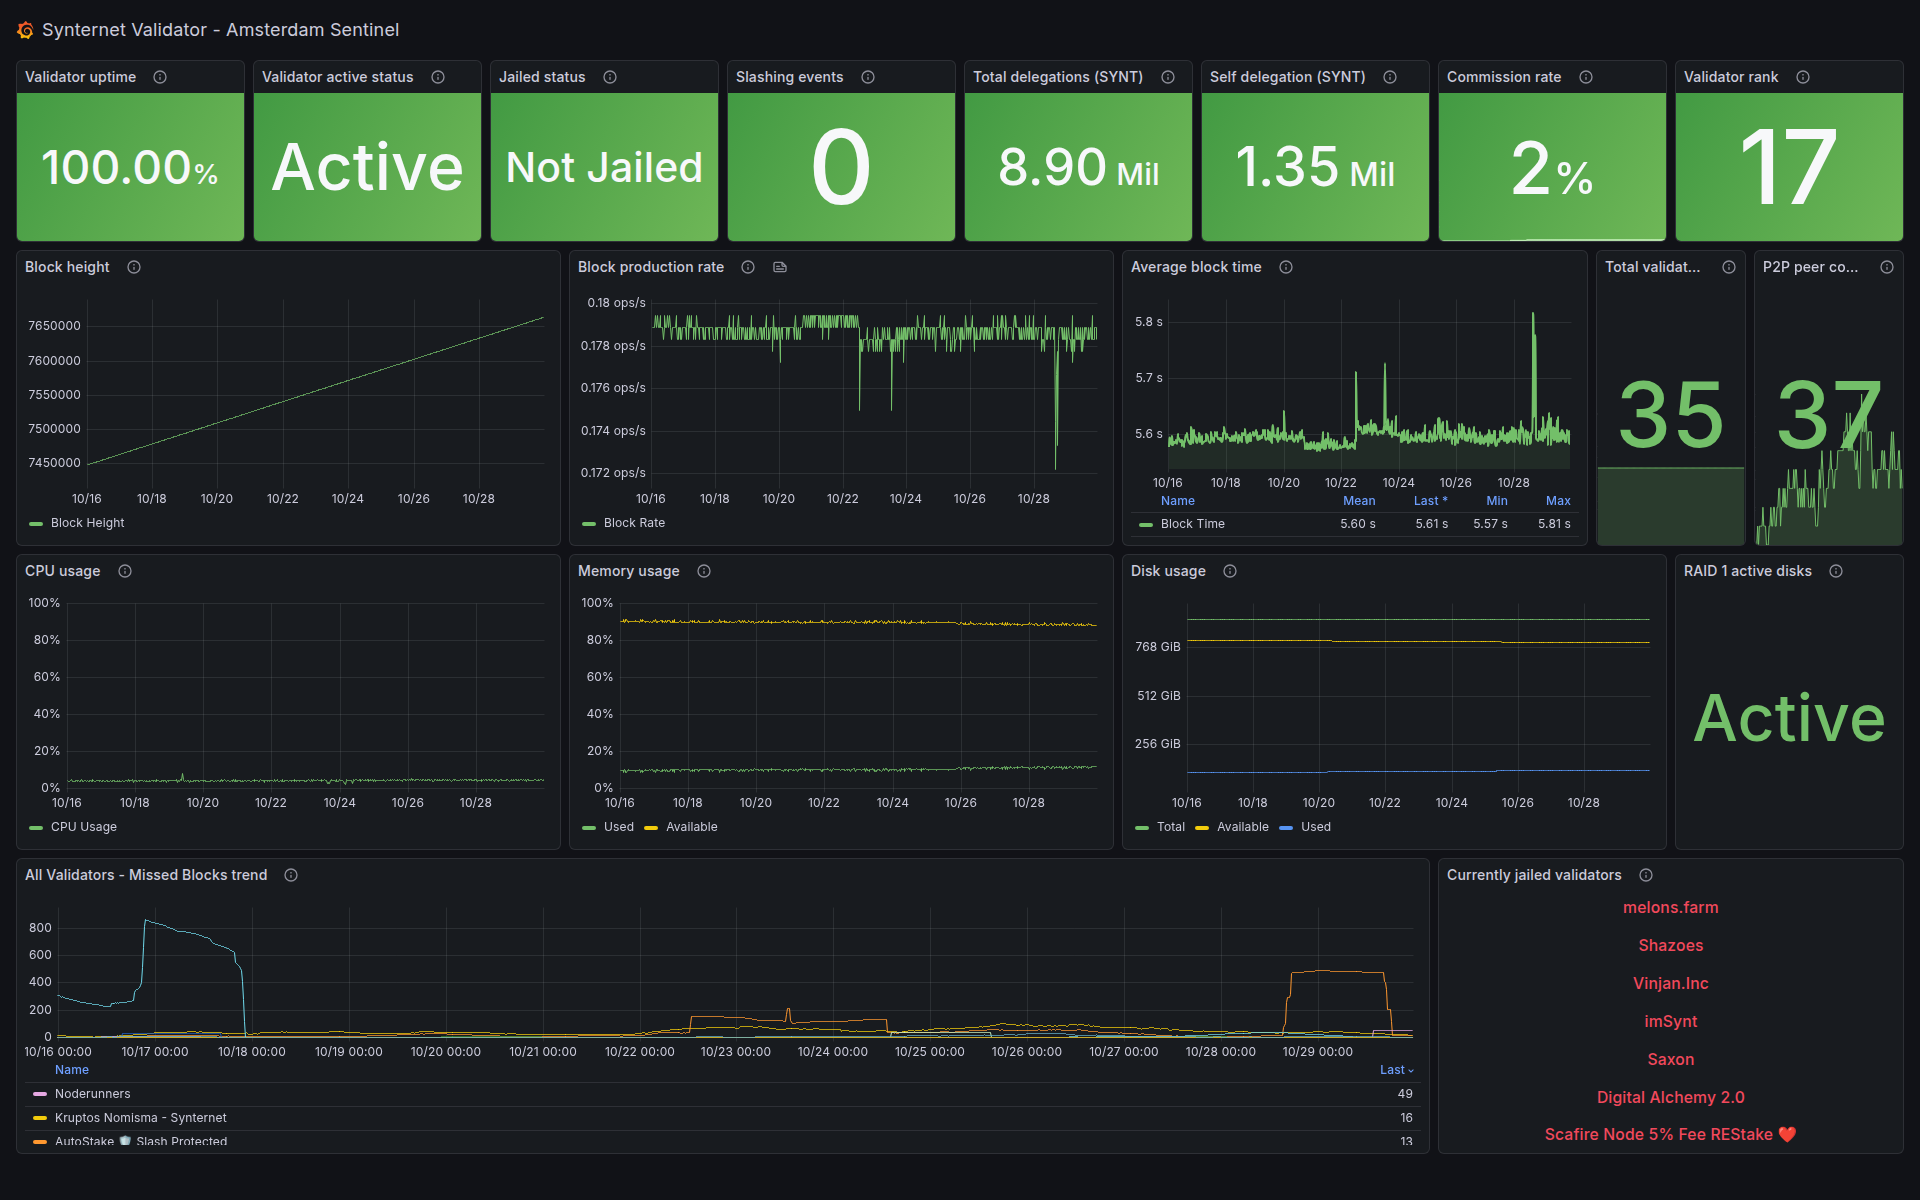 Synternet Validator - Amsterdam Sentinel
Validator uptime
Validator active status
Jailed status
Slashing events
Total delegations (SYNT)
Self delegation (SYNT)
Commission rate
Validator rank
100.00%
Active
Not Jailed
0
8.90 Mil
1.35 Mil
2%
17
Block height
7650000
7600000
7550000
7500000
7450000
10/16 10/18 10/20 10/22 10/24 10/26 10/28
Block Height
Block production rate
0.18 ops/s
0.178 ops/s
0.176 ops/s
0.174 ops/s
0.172 ops/s
10/16 10/18 10/20 10/22 10/24 10/26 10/28
Block Rate
Average block time
5.8 s
5.7 s
5.6 s
10/16 10/18 10/20 10/22 10/24 10/26 10/28
Name Mean Last * Min Max
Block Time 5.60 s 5.61 s 5.57 s 5.81 s
Total validat...
35
P2P peer co...
37
CPU usage
100%
80%
60%
40%
20%
0%
10/16 10/18 10/20 10/22 10/24 10/26 10/28
CPU Usage
Memory usage
100%
80%
60%
40%
20%
0%
10/16 10/18 10/20 10/22 10/24 10/26 10/28
Used Available
Disk usage
768 GiB
512 GiB
256 GiB
10/16 10/18 10/20 10/22 10/24 10/26 10/28
Total Available Used
RAID 1 active disks
Active
All Validators - Missed Blocks trend
800
600
400
200
0
10/16 00:00 10/17 00:00 10/18 00:00 10/19 00:00 10/20 00:00 10/21 00:00 10/22 00:00 10/23 00:00 10/24 00:00 10/25 00:00 10/26 00:00 10/27 00:00 10/28 00:00 10/29 00:00
Name Last
Noderunners 49
Kruptos Nomisma - Synternet 16
AutoStake 🛡️ Slash Protected 13
Currently jailed validators
melons.farm
Shazoes
Vinjan.Inc
imSynt
Saxon
Digital Alchemy 2.0
Scafire Node 5% Fee REStake ❤️